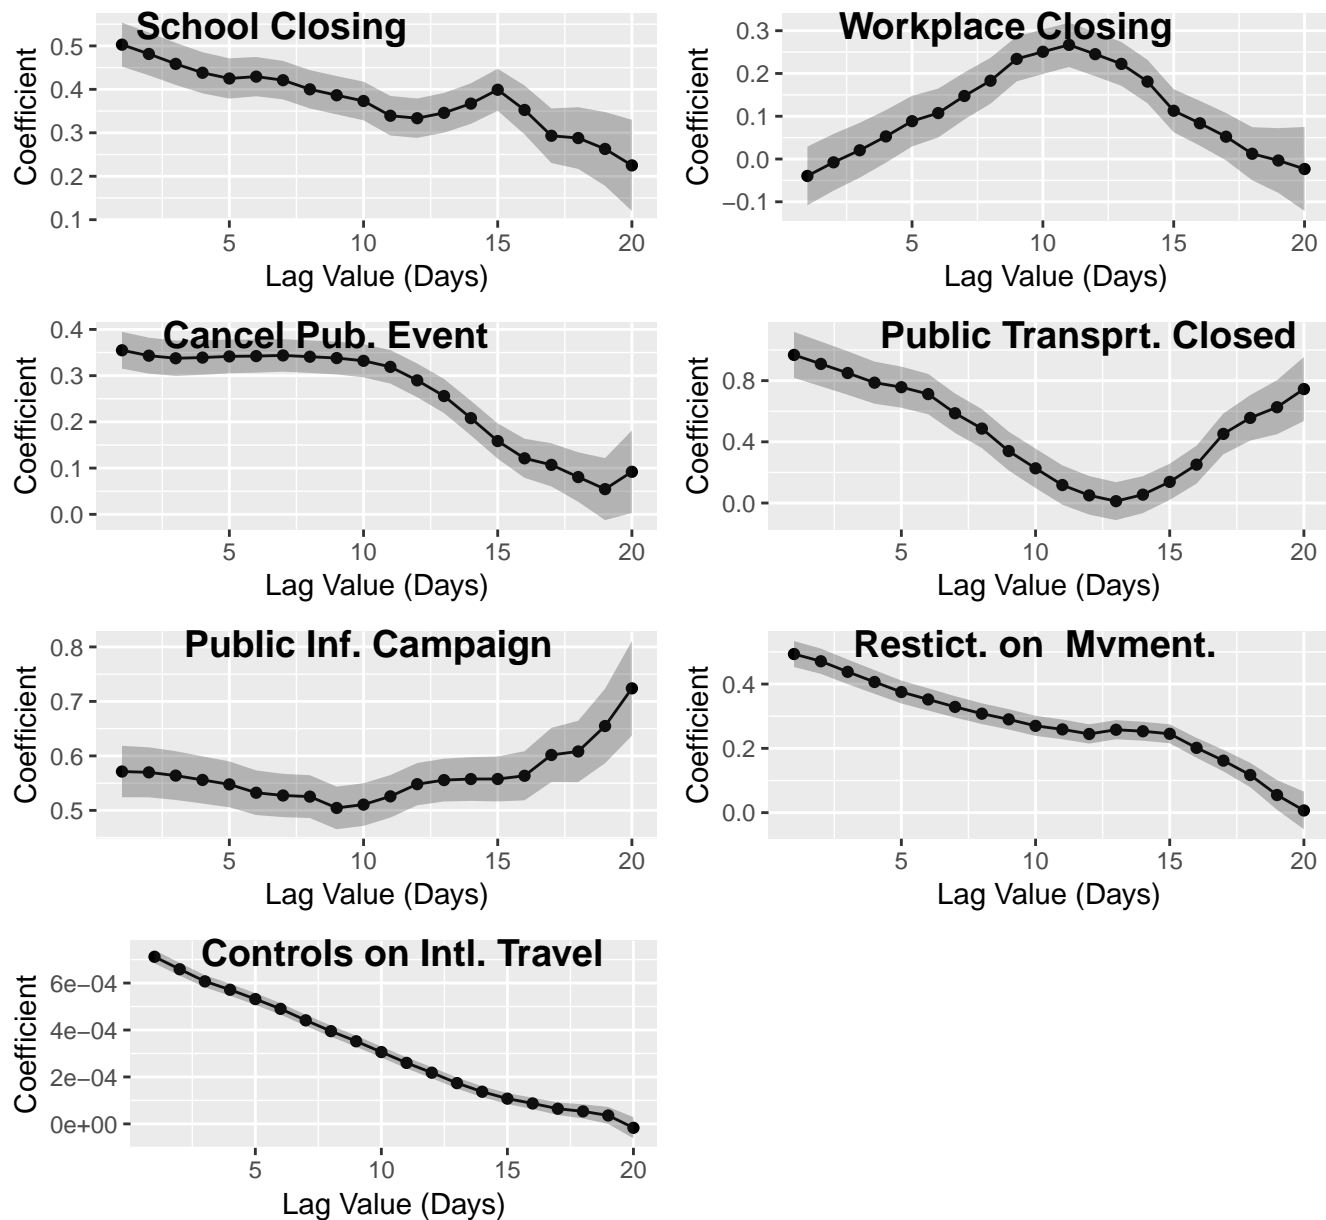 School Closing
Coefficient
0.5
0.4
0.3
0.2
0.1
5 10 15 20
Lag Value (Days)
Workplace Closing
Coefficient
0.3
0.2
0.1
0.0
−0.1
5 10 15 20
Lag Value (Days)
Cancel Pub. Event
Coefficient
0.4
0.3
0.2
0.1
0.0
5 10 15 20
Lag Value (Days)
Public Transprt. Closed
Coefficient
0.8
0.4
0.0
5 10 15 20
Lag Value (Days)
Public Inf. Campaign
Coefficient
0.8
0.7
0.6
0.5
5 10 15 20
Lag Value (Days)
Restict. on  Mvment.
Coefficient
0.4
0.2
0.0
5 10 15 20
Lag Value (Days)
Controls on Intl. Travel
Coefficient
6e−04
4e−04
2e−04
0e+00
5 10 15 20
Lag Value (Days)